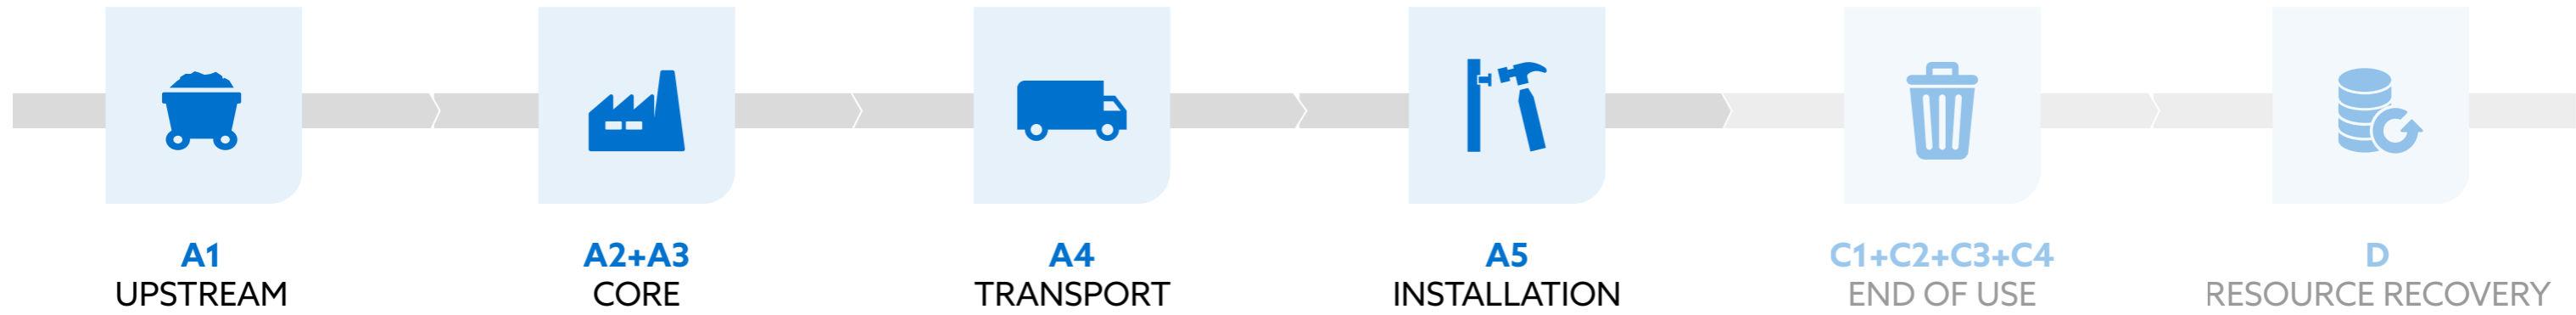 A1
UPSTREAM
A2+A3
CORE
A4
TRANSPORT
A5
INSTALLATION
C1+C2+C3+C4
END OF USE
D
RESOURCE RECOVERY